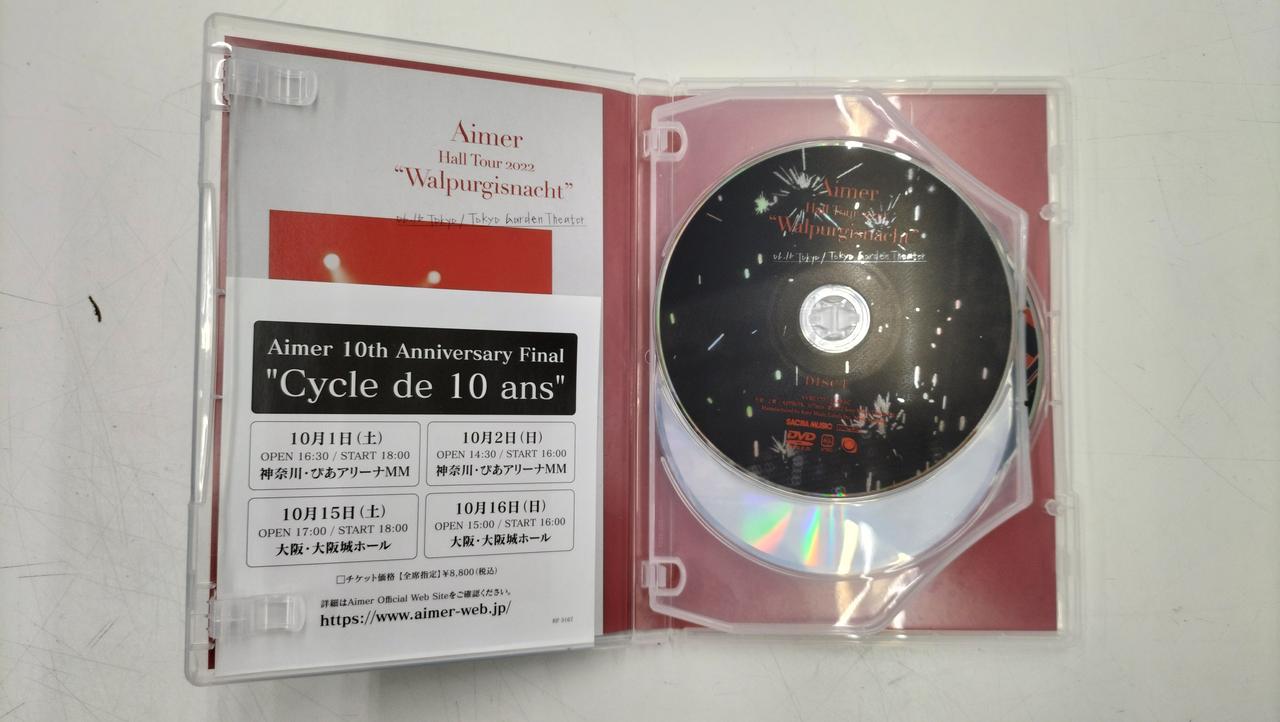 Aimer
Hall Tour 2022
“Walpurgisnacht”
06.15 Tokyo / Tokyo Garden Theater
Aimer 10th Anniversary Final
"Cycle de 10 ans"
10月1日(土)
OPEN 16:30 / START 18:00
神奈川・ぴあアリーナMM
10月2日(日)
OPEN 14:30 / START 16:00
神奈川・ぴあアリーナMM
10月15日(土)
OPEN 17:00 / START 18:00
大阪・大阪城ホール
10月16日(日)
OPEN 15:00 / START 16:00
大阪・大阪城ホール
□チケット価格【全席指定】¥8,800(税込)
詳細はAimer Official Web Siteをご確認ください。
https://www.aimer-web.jp/
Aimer
Hall Tour
“Walpurgisnacht”
06.15 Tokyo / Tokyo Garden Theater
DISC 1
SACRA MUSIC
DVD